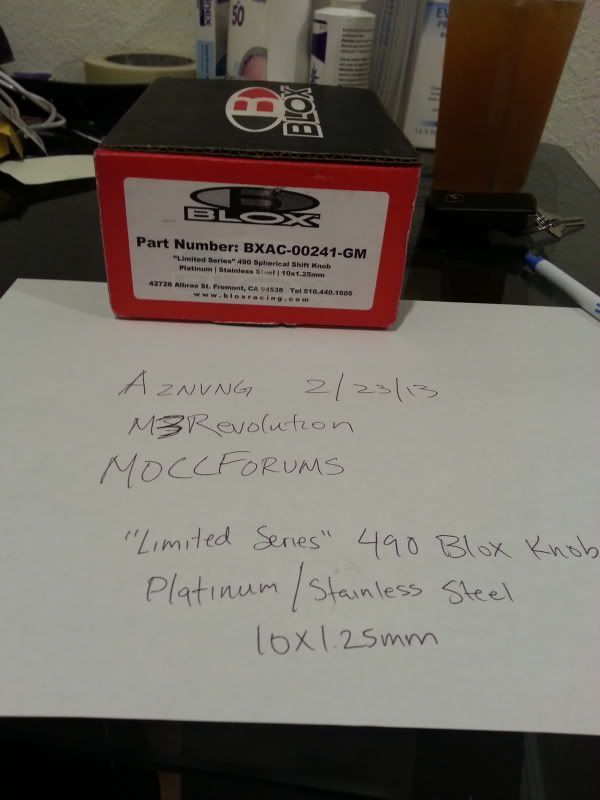 50
BLOX
B
BLOX
Part Number: BXAC-00241-GM
"Limited Series" 490 Spherical Shift Knob
Platinum | Stainless Steel | 10x1.25mm
42726 Albrae St. Fremont, CA 94538 Tel 510.440.1605
www.bloxracing.com
AZNVNG 2/23/13
M3Revolution
MOCCFORUMS
"Limited Series" 490 Blox Knob
Platinum / Stainless Steel
10x1.25mm